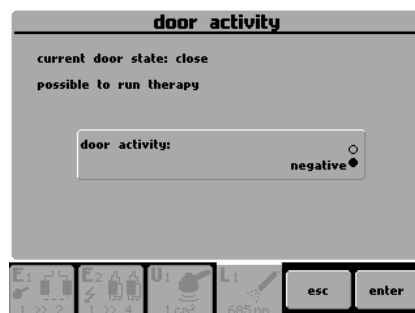 door activity
current door state: close
possible to run therapy
door activity:
negative
E1
1 >> 2
E2
1 >> 4
U1
1 cm²
L1
685 nm
esc
enter